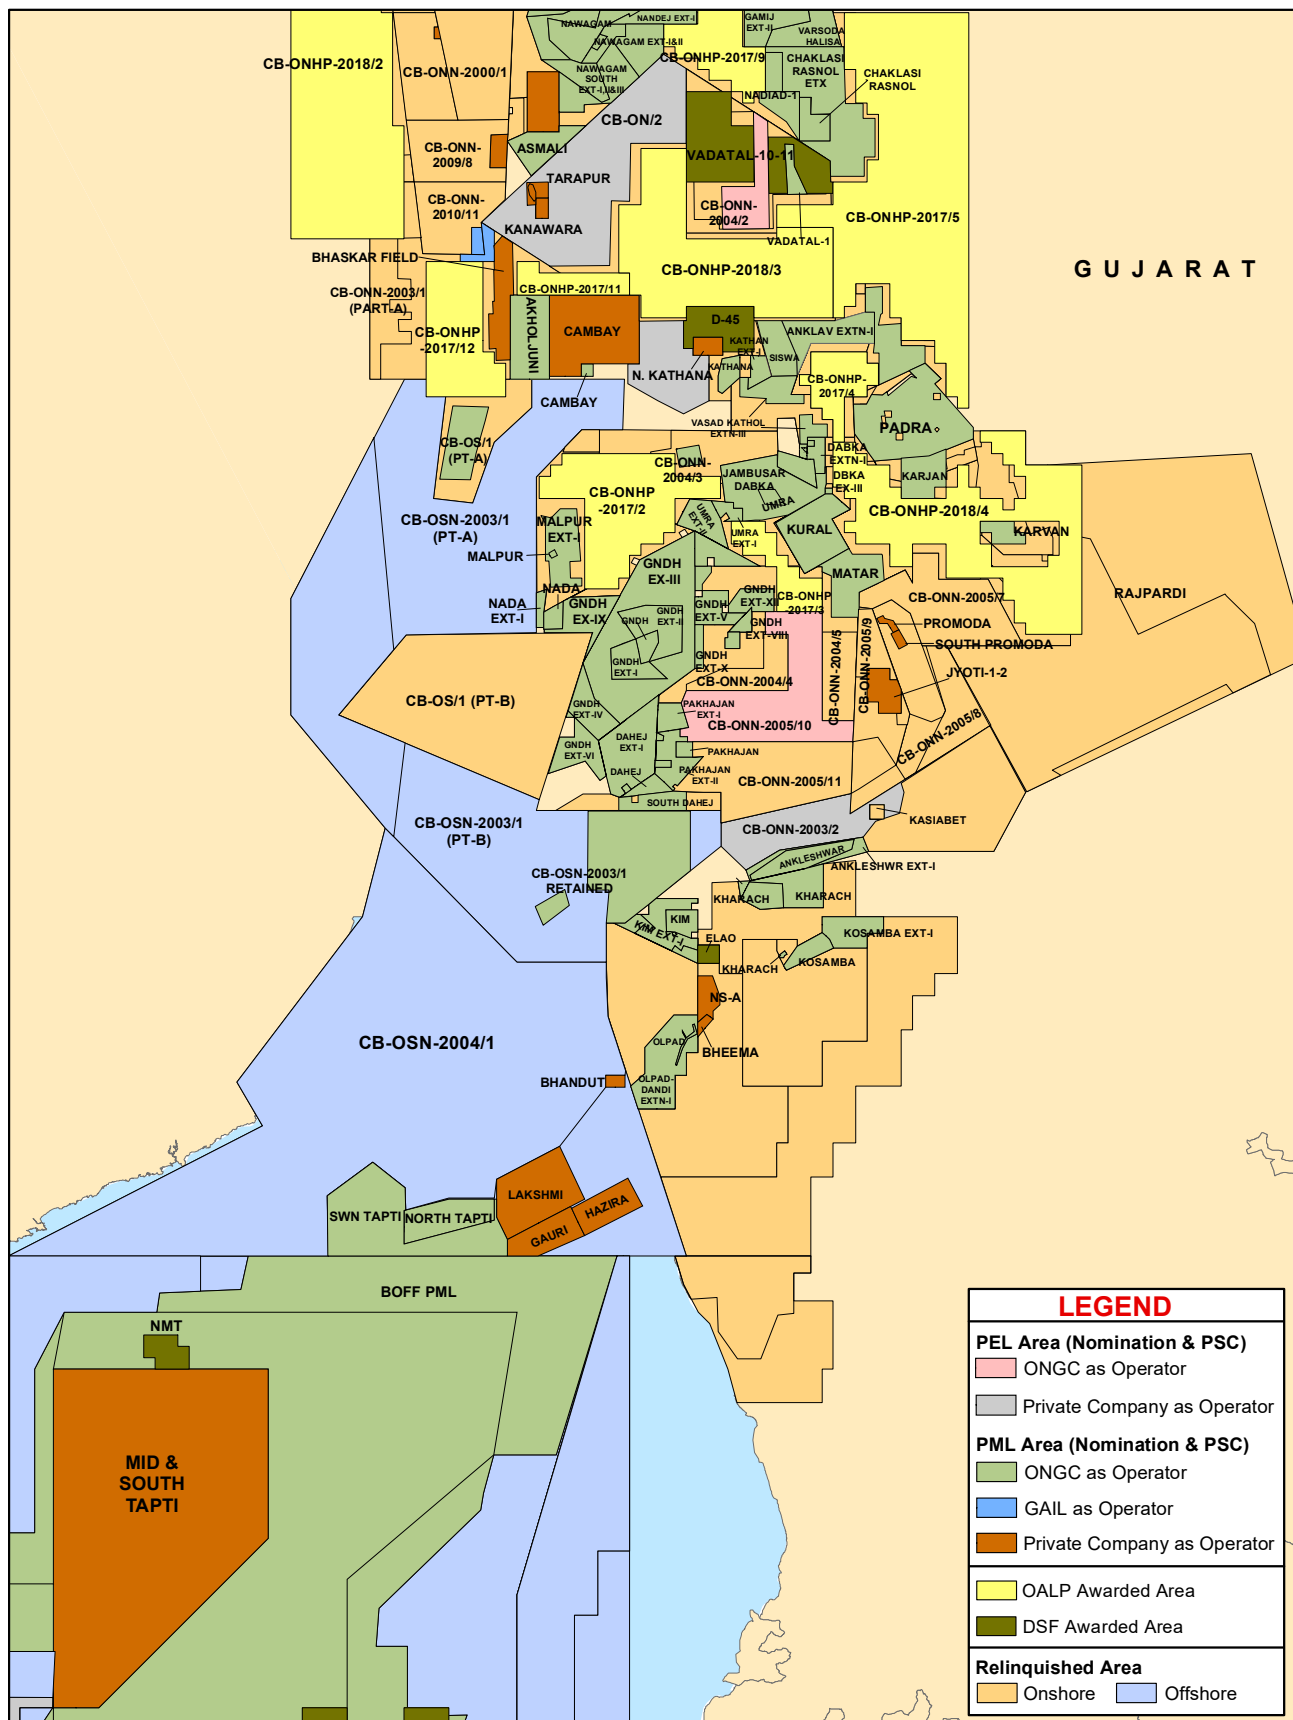 NAWAGAM
NANDEJ EXT-I
GAMIJ
EXT-II
VARSODA
HALISA
NAWAGAM EXT-I&II
CB-ONHP-2018/2
CB-ONN-2000/1
NAWAGAM
SOUTH
EXT-I,II&III
CB-ONHP-2017/9
CHAKLASI
RASNOL
ETX
CHAKLASI
RASNOL
NADIAD-1
CB-ON/2
CB-ONN-
2009/8
ASMALI
VADATAL-10-11
TARAPUR
CB-ONN-
2010/11
CB-ONN-
2004/2
CB-ONHP-2017/5
KANAWARA
VADATAL-1
BHASKAR FIELD
CB-ONHP-2018/3
GUJARAT
CB-ONN-2003/1
(PART-A)
CB-ONHP-2017/11
CB-ONHP
-2017/12
AKHOLJUNI
CAMBAY
D-45
ANKLAV EXTN-I
KATHAN
EXT-I
SISWA
KATHANA
N. KATHANA
CB-ONHP-
2017/4
CAMBAY
VASAD KATHOL
EXTN-III
PADRA
CB-OS/1
(PT-A)
DABKA
EXTN-I
CB-ONN-
2004/3
JAMBUSAR
DABKA
DBKA
EX-III
KARJAN
CB-ONHP
-2017/2
UMRA
CB-ONHP-2018/4
CB-OSN-2003/1
(PT-A)
MALPUR
EXT-I
UMRA
EXT-II
UMRA
EXT-I
KURAL
KARVAN
MALPUR
GNDH
EX-III
MATAR
NADA
GNDH
EXT-XII
CB-ONHP
-2017/3
CB-ONN-2005/7
RAJPARDI
NADA
EXT-I
GNDH
EX-IX
GNDH
GNDH
EXT-II
GNDH
EXT-V
GNDH
EXT-VIII
PROMODA
SOUTH PROMODA
GNDH
EXT-I
GNDH
EXT-X
CB-ONN-2004/5
CB-ONN-2005/9
JYOTI-1-2
CB-ONN-2004/4
CB-OS/1 (PT-B)
GNDH
EXT-IV
PAKHAJAN
EXT-I
CB-ONN-2005/10
CB-ONN-2005/8
GNDH
EXT-VI
DAHEJ
EXT-I
PAKHAJAN
DAHEJ
PAKHAJAN
EXT-II
CB-ONN-2005/11
SOUTH DAHEJ
KASIABET
CB-OSN-2003/1
(PT-B)
CB-ONN-2003/2
ANKLESHWAR
ANKLESHWR EXT-I
CB-OSN-2003/1
RETAINED
KHARACH
KHARACH
KIM
KIM EXT-I
ELAO
KOSAMBA EXT-I
KHARACH
KOSAMBA
NS-A
CB-OSN-2004/1
OLPAD
BHEEMA
BHANDUT
OLPAD-
DANDI
EXTN-I
LAKSHMI
HAZIRA
SWN TAPTI
NORTH TAPTI
GAURI
BOFF PML
NMT
MID &
SOUTH
TAPTI
LEGEND
PEL Area (Nomination & PSC)
ONGC as Operator
Private Company as Operator
PML Area (Nomination & PSC)
ONGC as Operator
GAIL as Operator
Private Company as Operator
OALP Awarded Area
DSF Awarded Area
Relinquished Area
Onshore
Offshore